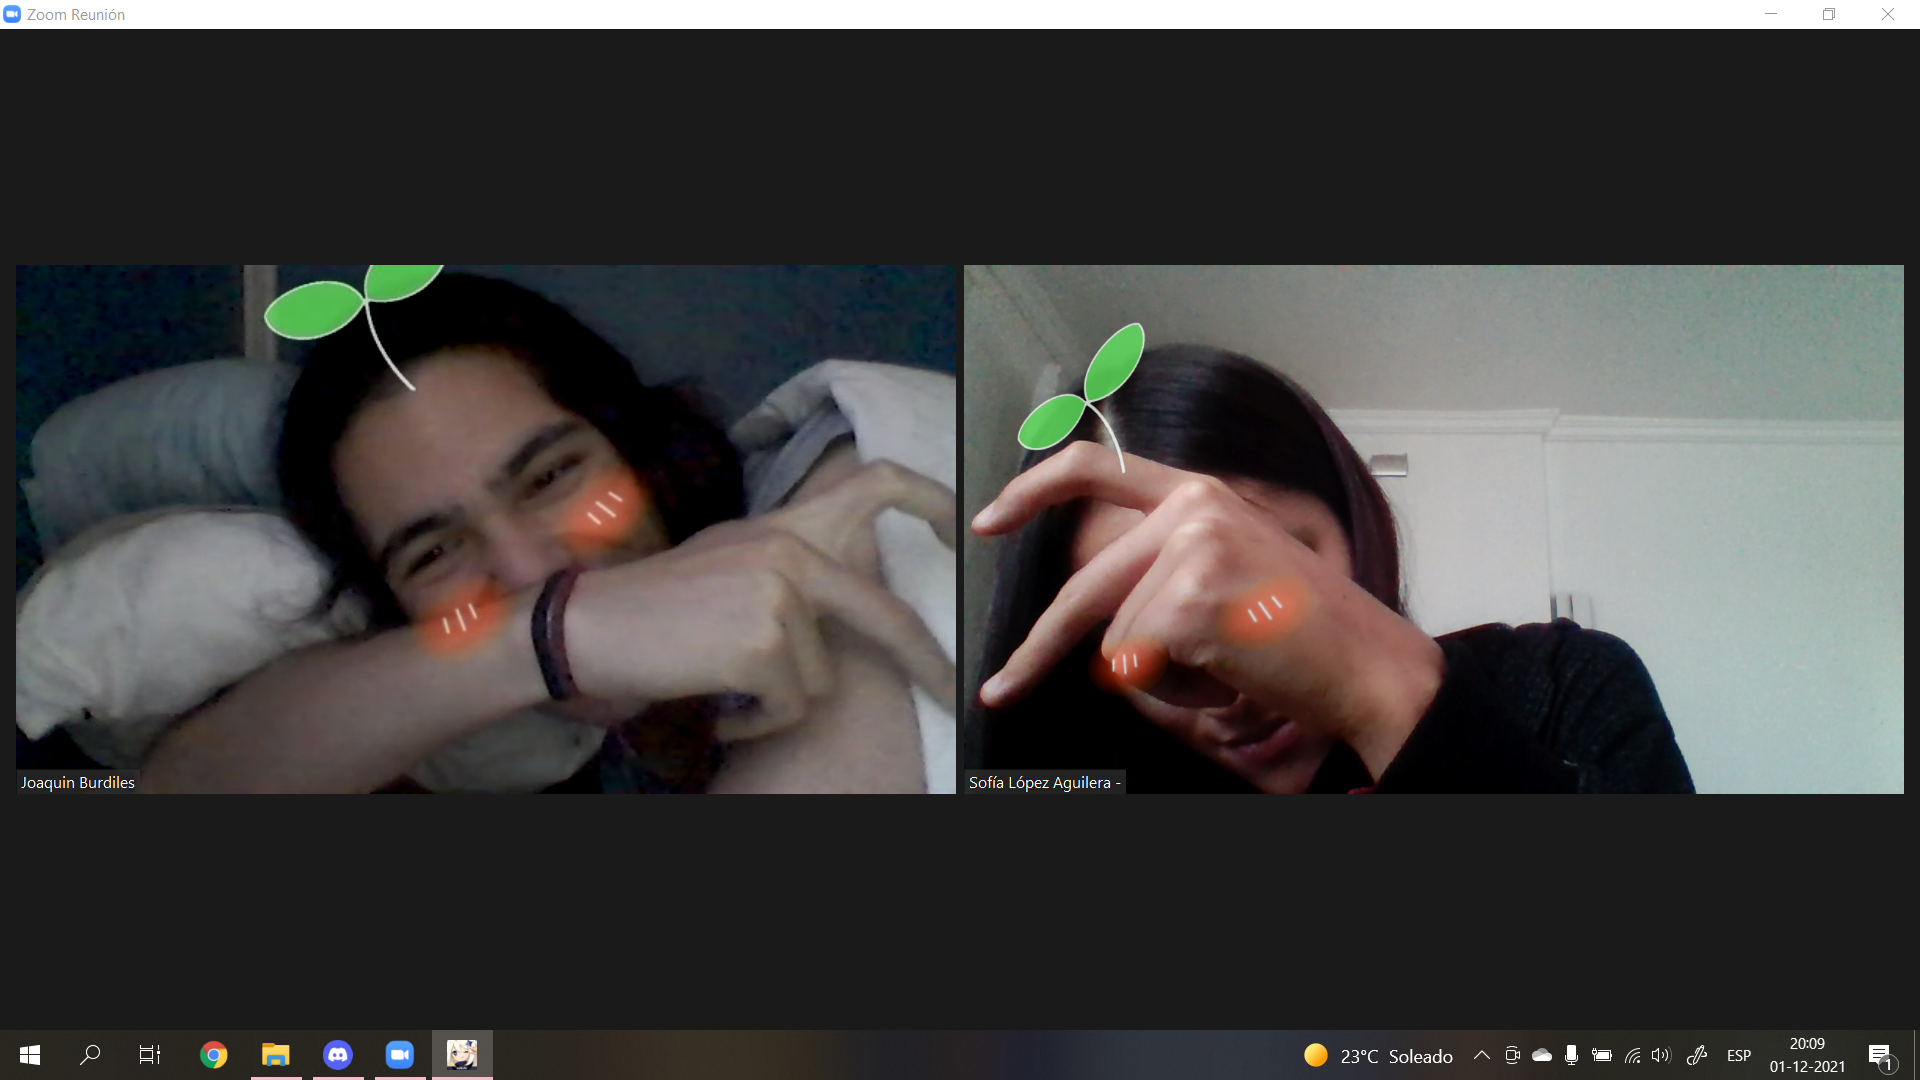 Zoom Reunión
Joaquin Burdiles
Sofía López Aguilera -
23°C Soleado
ESP
20:09
01-12-2021
1